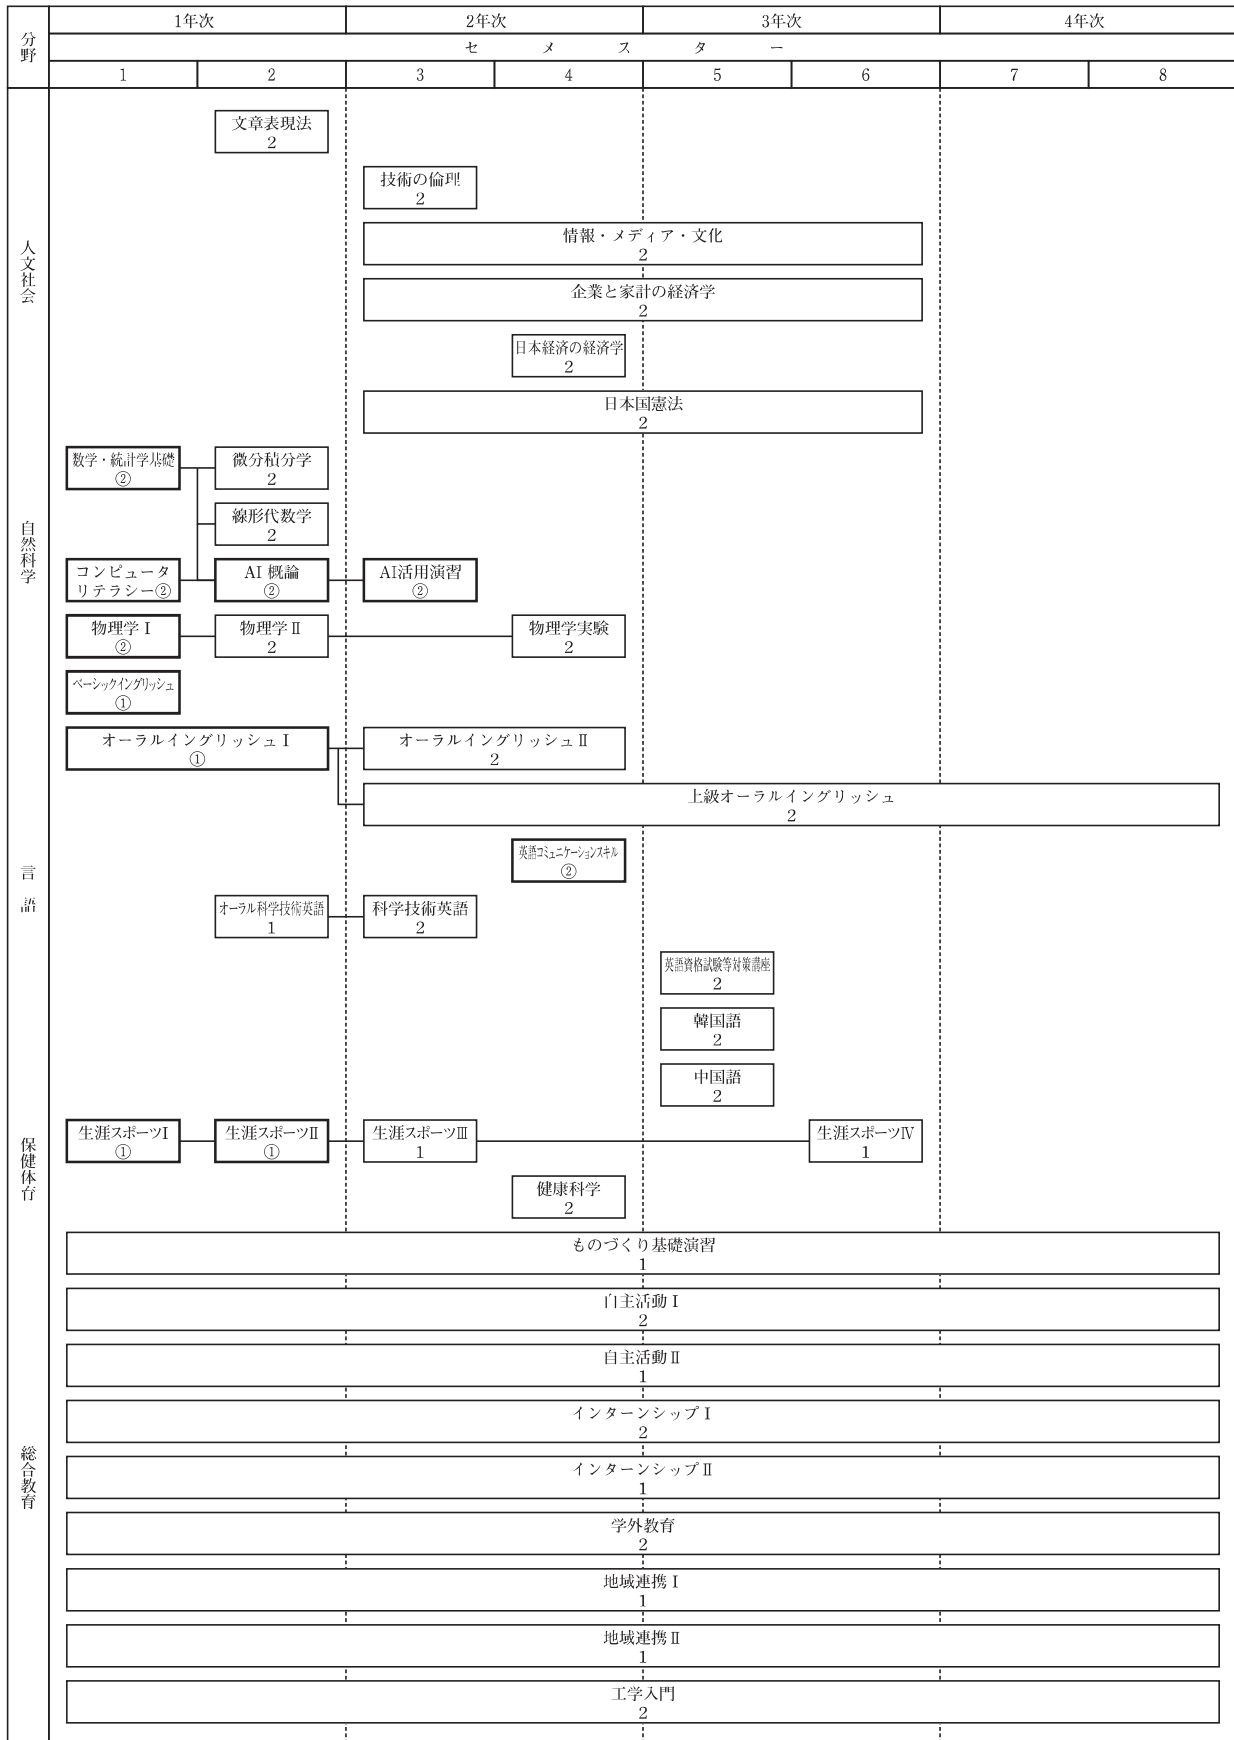 分野
1年次 2年次 3年次 4年次
セメスター
1 2 3 4 5 6 7 8
人文社会
文章表現法
2
技術の倫理
2
情報・メディア・文化
2
企業と家計の経済学
2
日本経済の経済学
2
日本国憲法
2
自然科学
数学・統計学基礎
②
微分積分学
2
線形代数学
2
コンピュータ
リテラシー②
AI 概論
②
AI活用演習
②
物理学Ⅰ
②
物理学Ⅱ
2
物理学実験
2
言語
ベーシックイングリッシュ
①
オーラルイングリッシュⅠ
①
オーラルイングリッシュⅡ
2
上級オーラルイングリッシュ
2
英語コミュニケーションスキル
②
オーラル科学技術英語
1
科学技術英語
2
英語資格試験等対策講座
2
韓国語
2
中国語
2
保健体育
生涯スポーツⅠ
①
生涯スポーツⅡ
①
生涯スポーツⅢ
1
生涯スポーツⅣ
1
健康科学
2
総合教育
ものづくり基礎演習
1
自主活動Ⅰ
2
自主活動Ⅱ
1
インターンシップⅠ
2
インターンシップⅡ
1
学外教育
2
地域連携Ⅰ
1
地域連携Ⅱ
1
工学入門
2